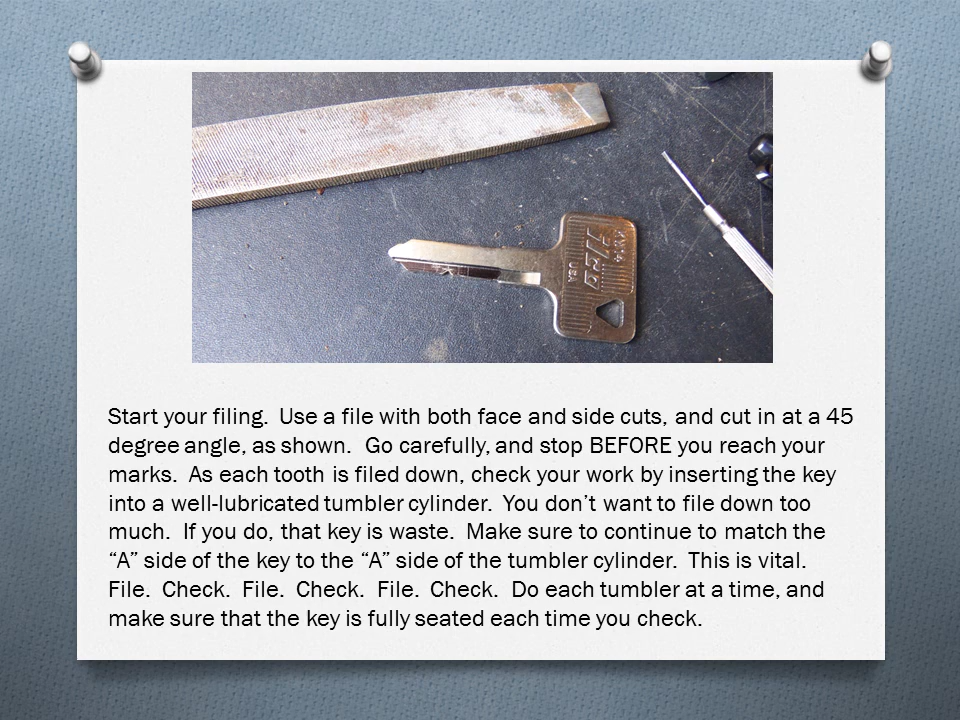 KW14
ILCO
USA
Start your filing.  Use a file with both face and side cuts, and cut in at a 45
degree angle, as shown.  Go carefully, and stop BEFORE you reach your
marks.  As each tooth is filed down, check your work by inserting the key
into a well-lubricated tumbler cylinder.  You don’t want to file down too
much.  If you do, that key is waste.  Make sure to continue to match the
“A” side of the key to the “A” side of the tumbler cylinder.  This is vital.
File.  Check.  File.  Check.  File.  Check.  Do each tumbler at a time, and
make sure that the key is fully seated each time you check.